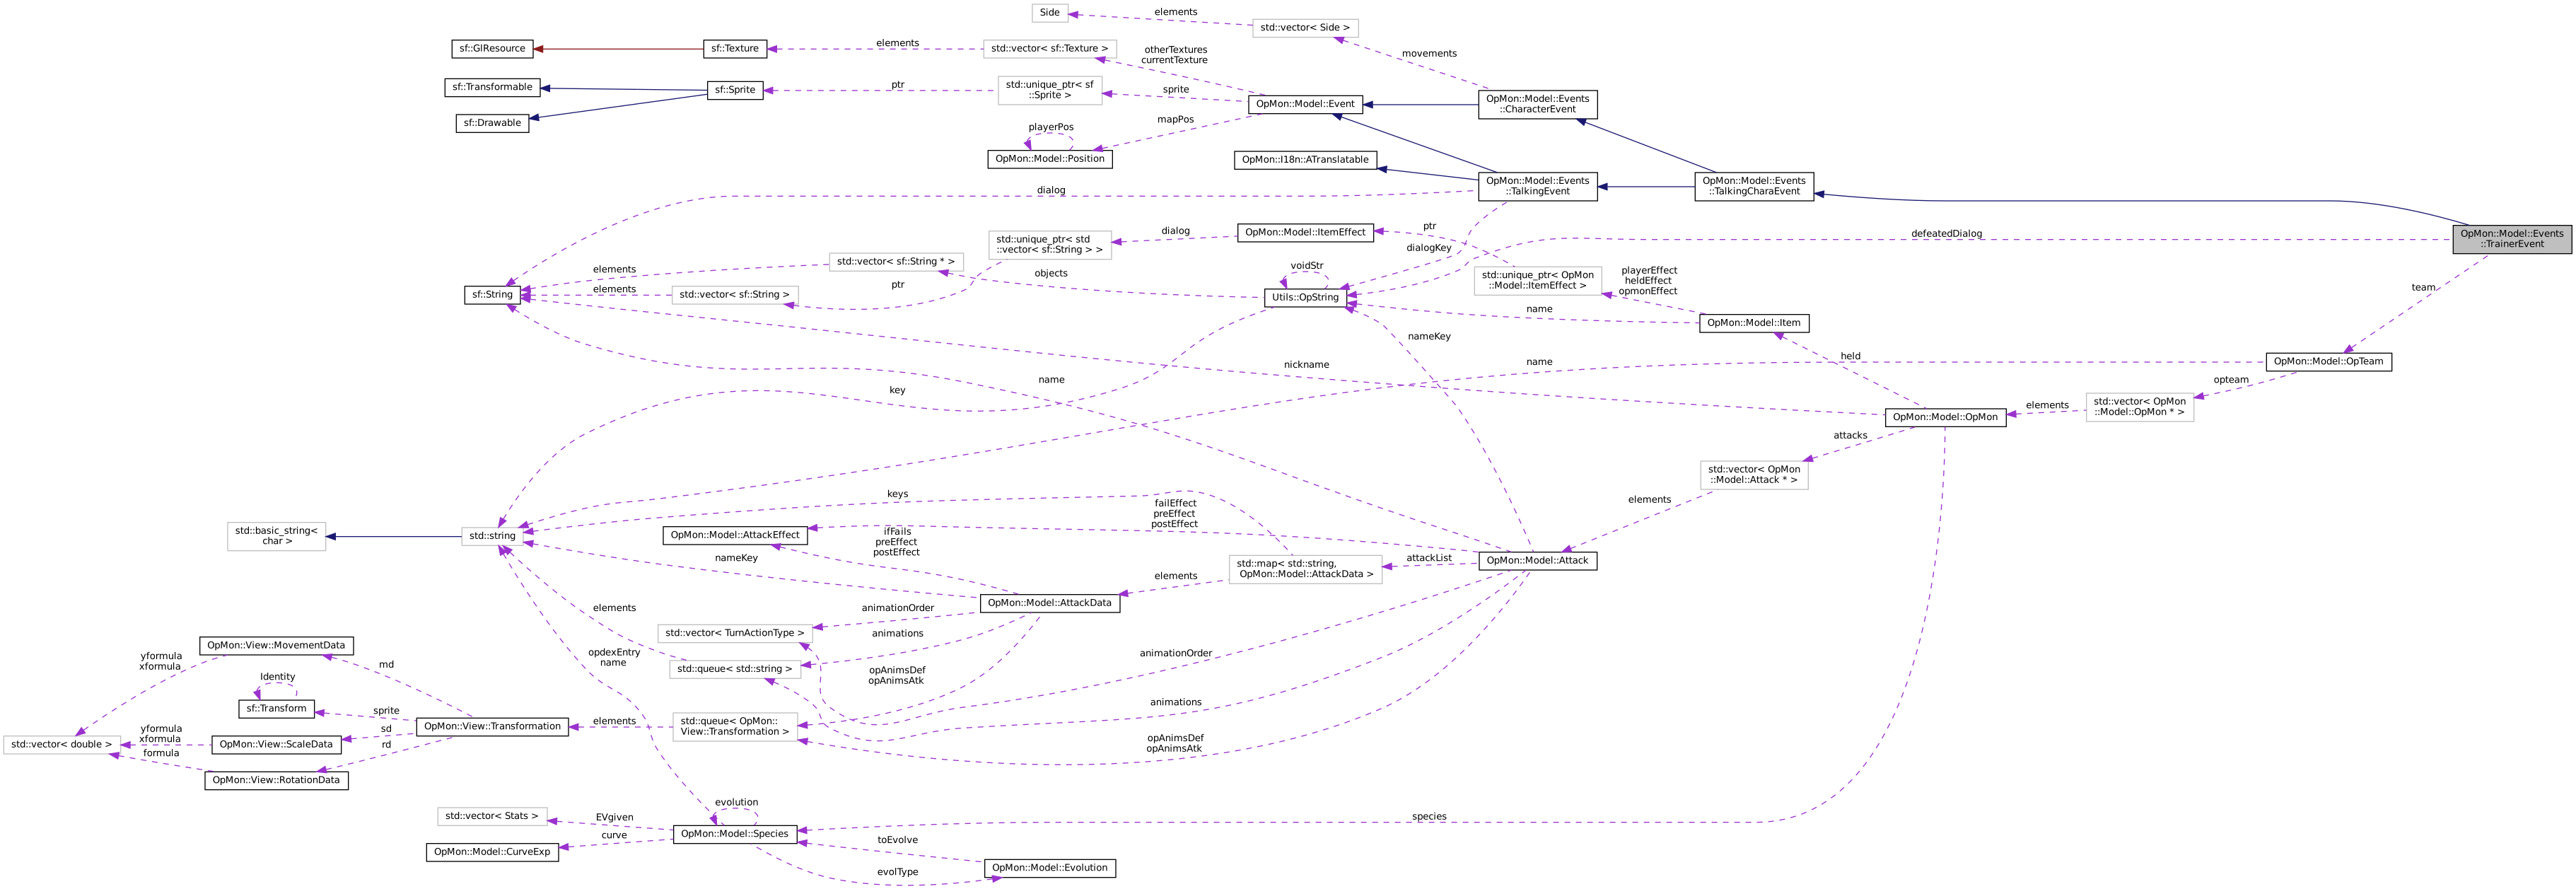 Side
elements
std::vector< Side >
sf::GlResource
sf::Texture
elements
std::vector< sf::Texture >
otherTextures
currentTexture
movements
sf::Transformable
sf::Sprite
ptr
std::unique_ptr< sf
::Sprite >
sprite
OpMon::Model::Event
OpMon::Model::Events
::CharacterEvent
sf::Drawable
playerPos
mapPos
OpMon::Model::Position
OpMon::I18n::ATranslatable
dialog
OpMon::Model::Events
::TalkingEvent
OpMon::Model::Events
::TalkingCharaEvent
std::unique_ptr< std
::vector< sf::String > >
dialog
OpMon::Model::ItemEffect
ptr
dialogKey
defeatedDialog
OpMon::Model::Events
::TrainerEvent
std::vector< sf::String * >
elements
objects
voidStr
std::unique_ptr< OpMon
::Model::ItemEffect >
playerEffect
heldEffect
opmonEffect
sf::String
elements
std::vector< sf::String >
ptr
Utils::OpString
name
OpMon::Model::Item
team
nameKey
nickname
name
held
OpMon::Model::OpTeam
key
name
opteam
elements
std::vector< OpMon
::Model::OpMon * >
OpMon::Model::OpMon
attacks
std::vector< OpMon
::Model::Attack * >
keys
failEffect
preEffect
postEffect
elements
std::basic_string<
char >
std::string
OpMon::Model::AttackEffect
ifFails
preEffect
postEffect
nameKey
std::map< std::string,
OpMon::Model::AttackData >
attackList
OpMon::Model::Attack
elements
elements
animationOrder
OpMon::Model::AttackData
std::vector< TurnActionType >
animations
OpMon::View::MovementData
yformula
xformula
md
opdexEntry
name
std::queue< std::string >
opAnimsDef
opAnimsAtk
animationOrder
Identity
sf::Transform
sprite
animations
yformula
xformula
sd
OpMon::View::Transformation
elements
std::queue< OpMon::
View::Transformation >
std::vector< double >
OpMon::View::ScaleData
rd
opAnimsDef
opAnimsAtk
formula
OpMon::View::RotationData
evolution
std::vector< Stats >
EVgiven
species
curve
OpMon::Model::Species
toEvolve
OpMon::Model::CurveExp
evolType
OpMon::Model::Evolution